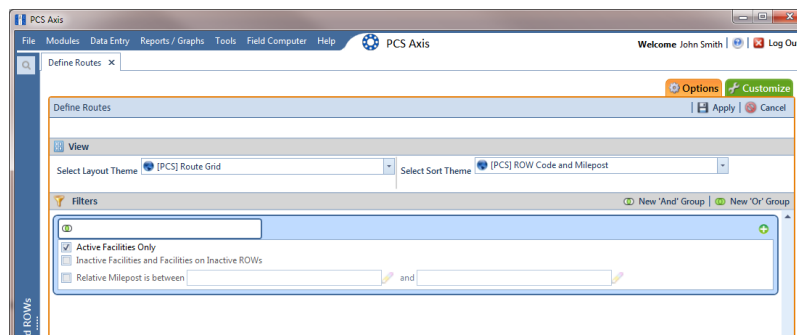 PCS Axis
File Modules Data Entry Reports / Graphs Tools Field Computer Help PCS Axis Welcome John Smith | | Log Ou
Define Routes ×
Options Customize
Define Routes | Apply | Cancel
View
Select Layout Theme [PCS] Route Grid Select Sort Theme [PCS] ROW Code and Milepost
Filters New 'And' Group | New 'Or' Group
Active Facilities Only
Inactive Facilities and Facilities on Inactive ROWs
Relative Milepost is between and
d ROWs